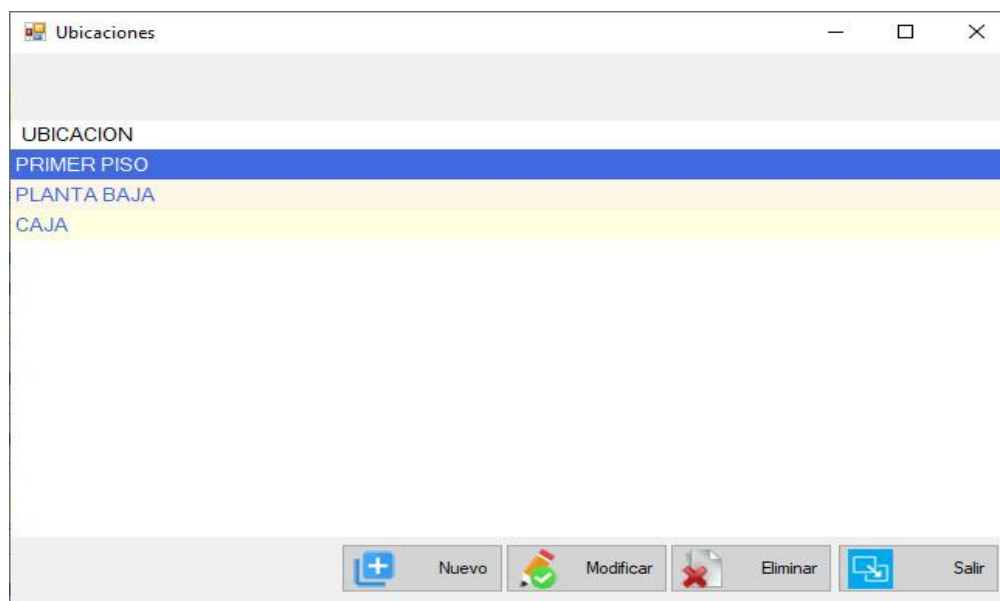 Ubicaciones
UBICACION
PRIMER PISO
PLANTA BAJA
CAJA
Nuevo Modificar Eliminar Salir